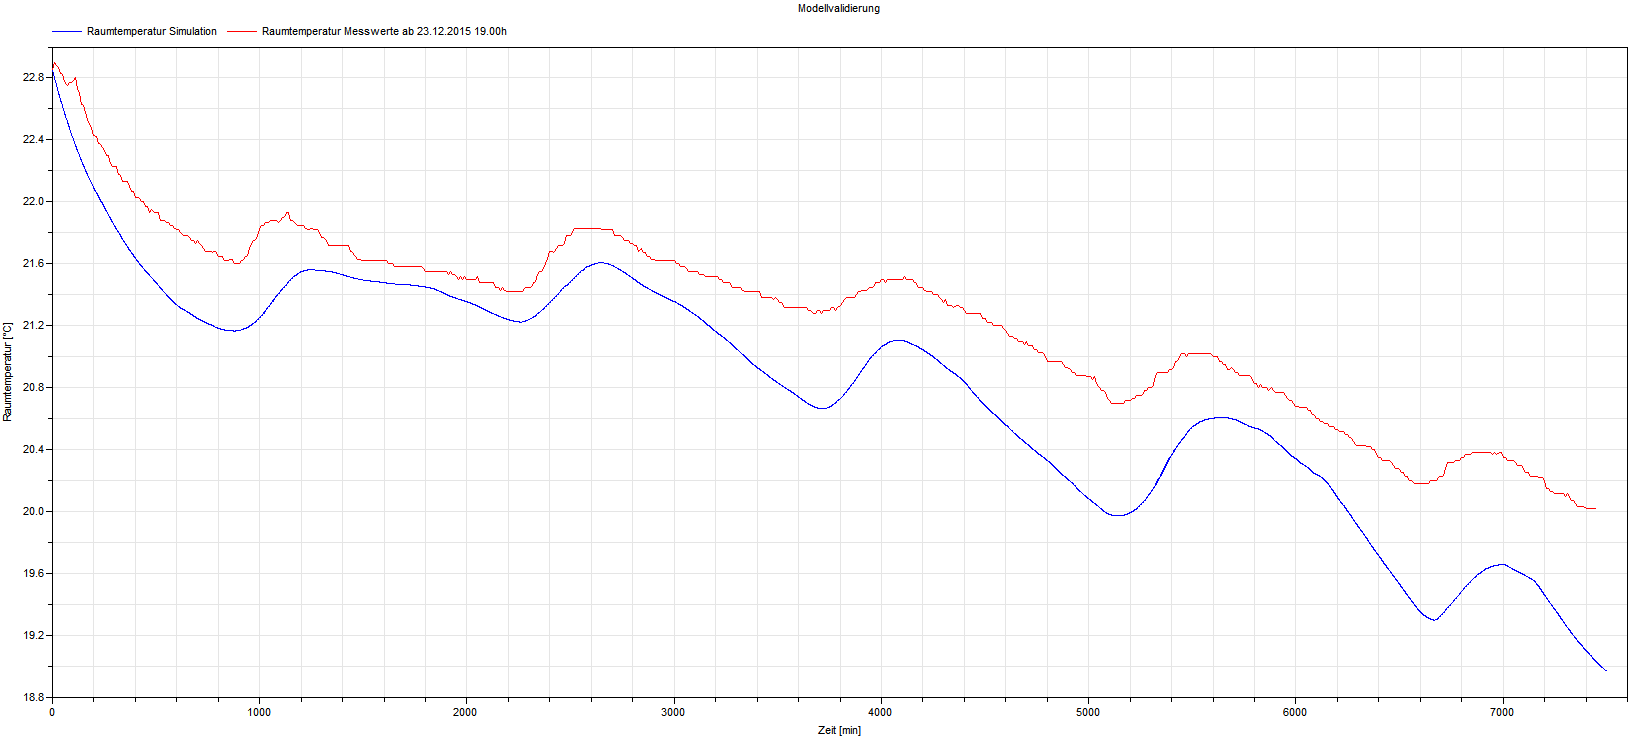 Modellvalidierung
Raumtemperatur Simulation
Raumtemperatur Messwerte ab 23.12.2015 19.00h
22.8
22.4
22.0
21.6
21.2
20.8
20.4
20.0
19.6
19.2
18.8
Raumtemperatur [°C]
0 1000 2000 3000 4000 5000 6000 7000
Zeit [min]